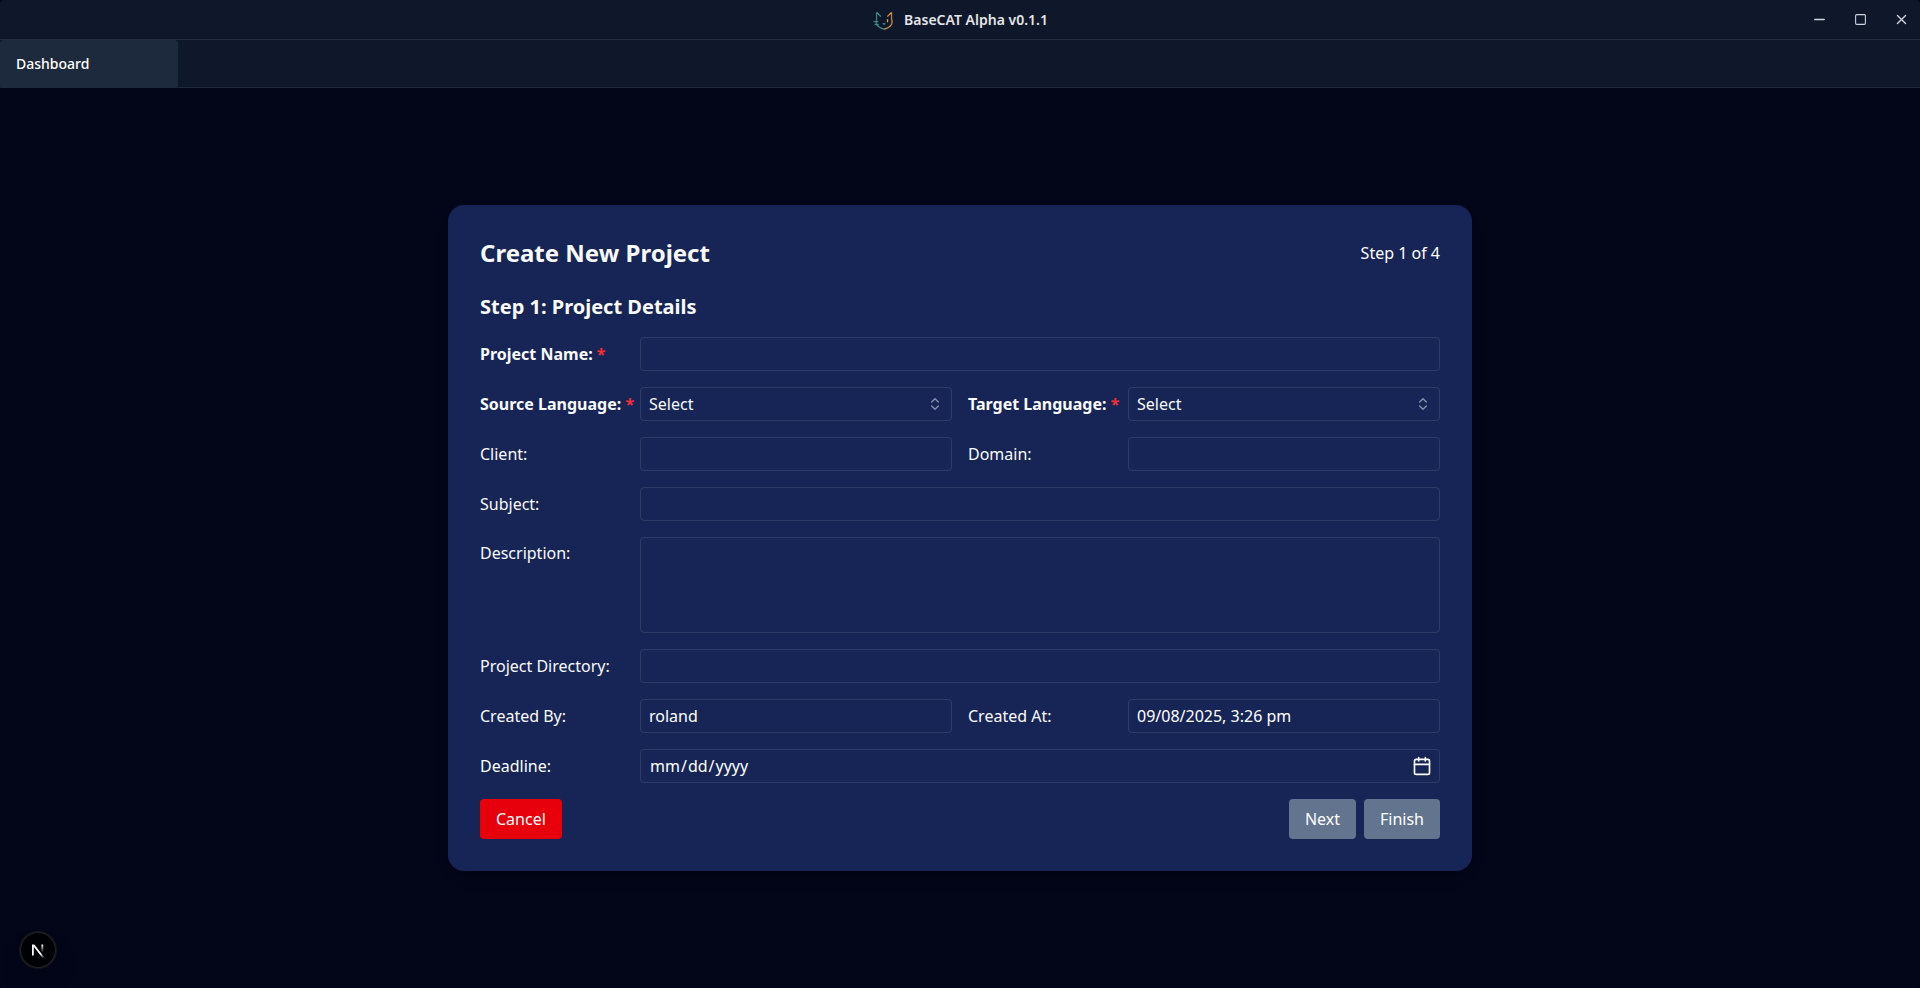 BaseCAT Alpha v0.1.1
Dashboard
Create New Project
Step 1 of 4
Step 1: Project Details
Project Name: *
Source Language: * Select Target Language: * Select
Client: Domain:
Subject:
Description:
Project Directory:
Created By: roland Created At: 09/08/2025, 3:26 pm
Deadline: mm/dd/yyyy
Cancel Next Finish
N